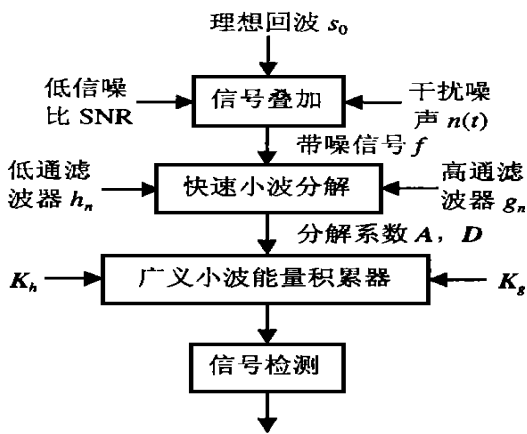 理想回波 s₀
低信噪
比 SNR
信号叠加
干扰噪
声 n(t)
带噪信号 f
低通滤
波器 hₙ
快速小波分解
高通滤
波器 gₙ
分解系数 A，D
K_h
广义小波能量积累器
K_g
信号检测